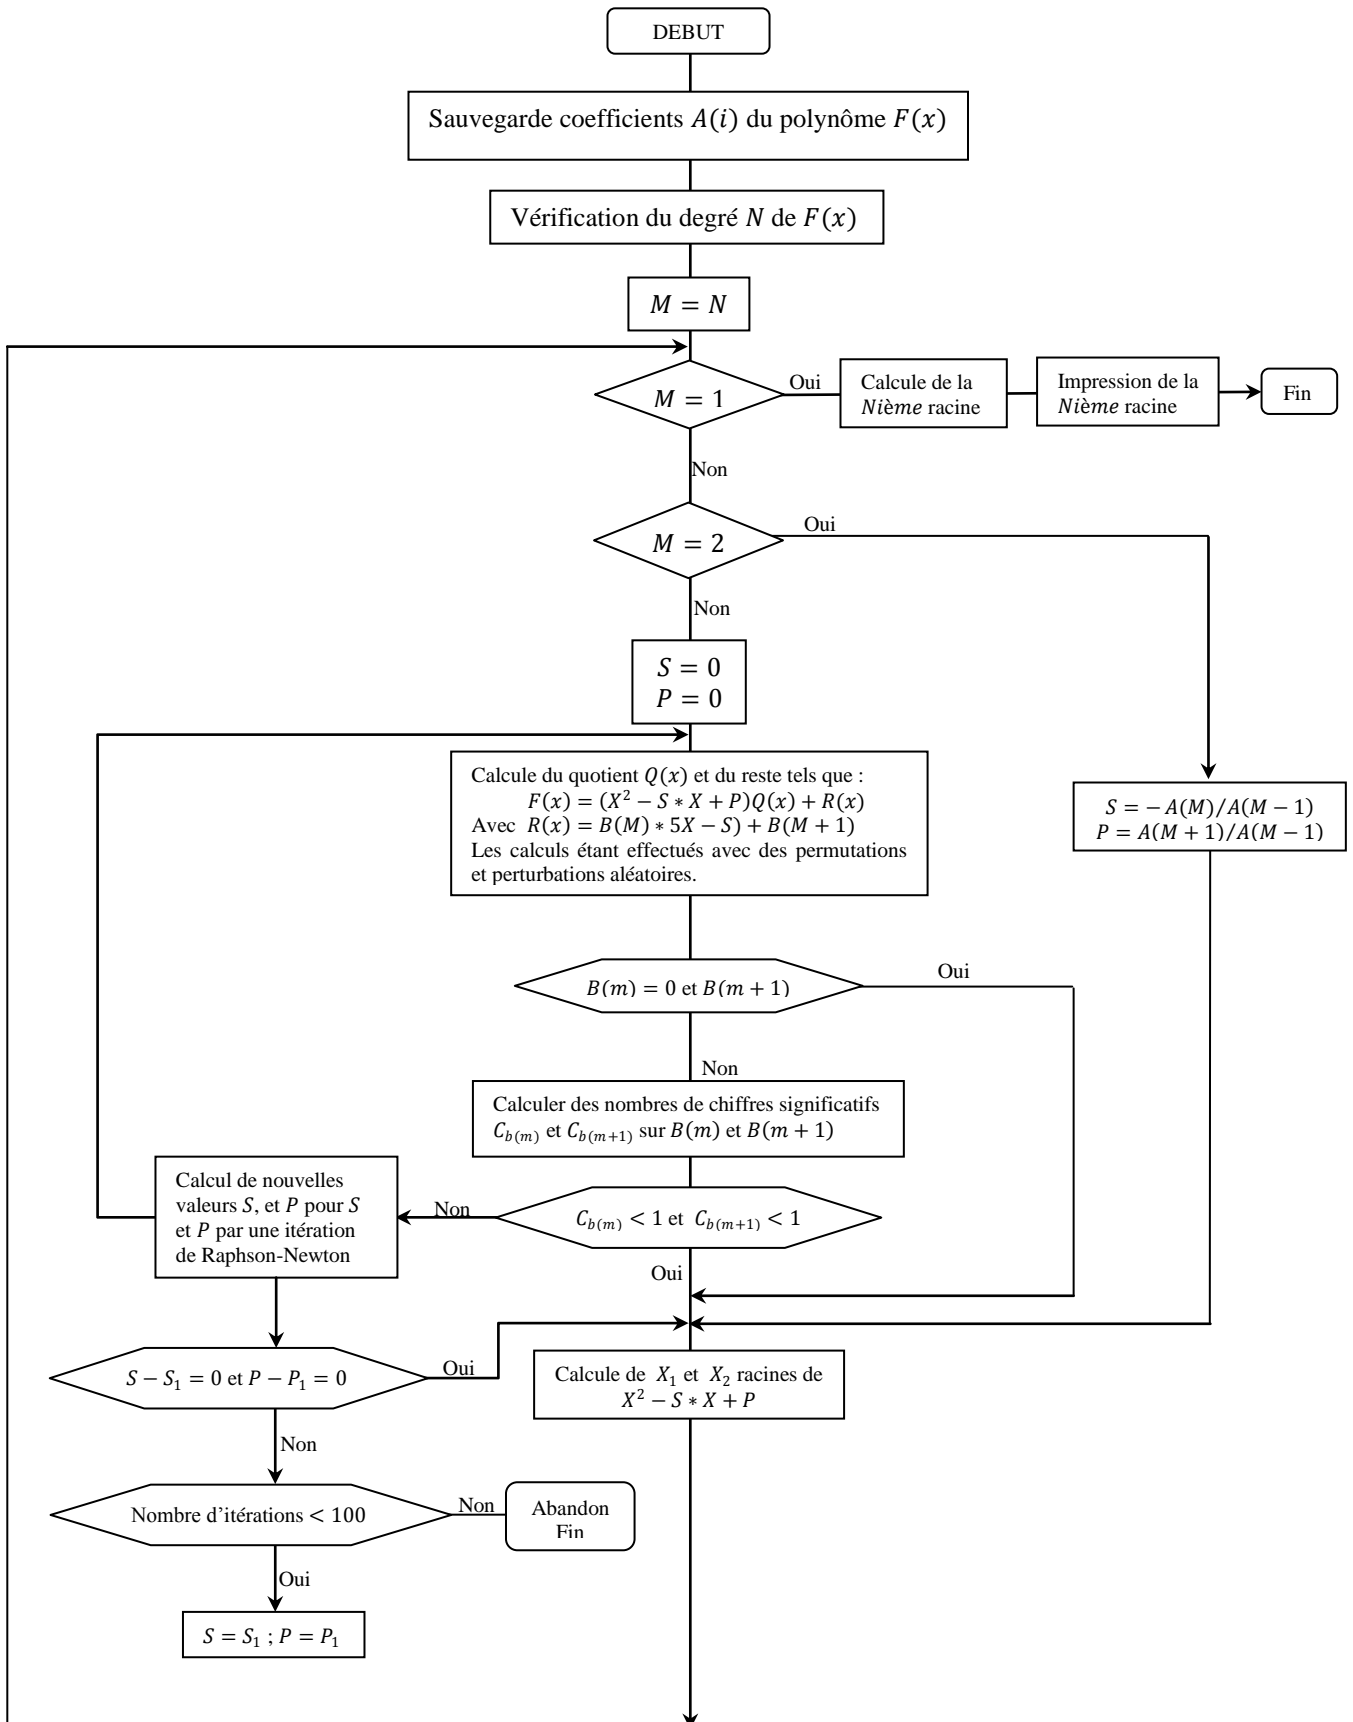 DEBUT
Sauvegarde coefficients A(i) du polynôme F(x)
Vérification du degré N de F(x)
M = N
M = 1
Oui
Calcule de la
Nième racine
Impression de la
Nième racine
Fin
Non
M = 2
Oui
Non
S = 0
P = 0
Calcule du quotient Q(x) et du reste tels que :
F(x) = (X² − S ∗ X + P)Q(x) + R(x)
Avec R(x) = B(M) ∗ 5X − S) + B(M + 1)
Les calculs étant effectués avec des permutations
et perturbations aléatoires.
S = −A(M)/A(M − 1)
P = A(M + 1)/A(M − 1)
B(m) = 0 et B(m + 1)
Oui
Non
Calculer des nombres de chiffres significatifs
C_b(m) et C_b(m+1) sur B(m) et B(m + 1)
Calcul de nouvelles
valeurs S, et P pour S
et P par une itération
de Raphson-Newton
Non
C_b(m) < 1 et C_b(m+1) < 1
Oui
S − S₁ = 0 et P − P₁ = 0
Oui
Calcule de X₁ et X₂ racines de
X² − S ∗ X + P
Non
Nombre d’itérations < 100
Non
Abandon
Fin
Oui
S = S₁ ; P = P₁